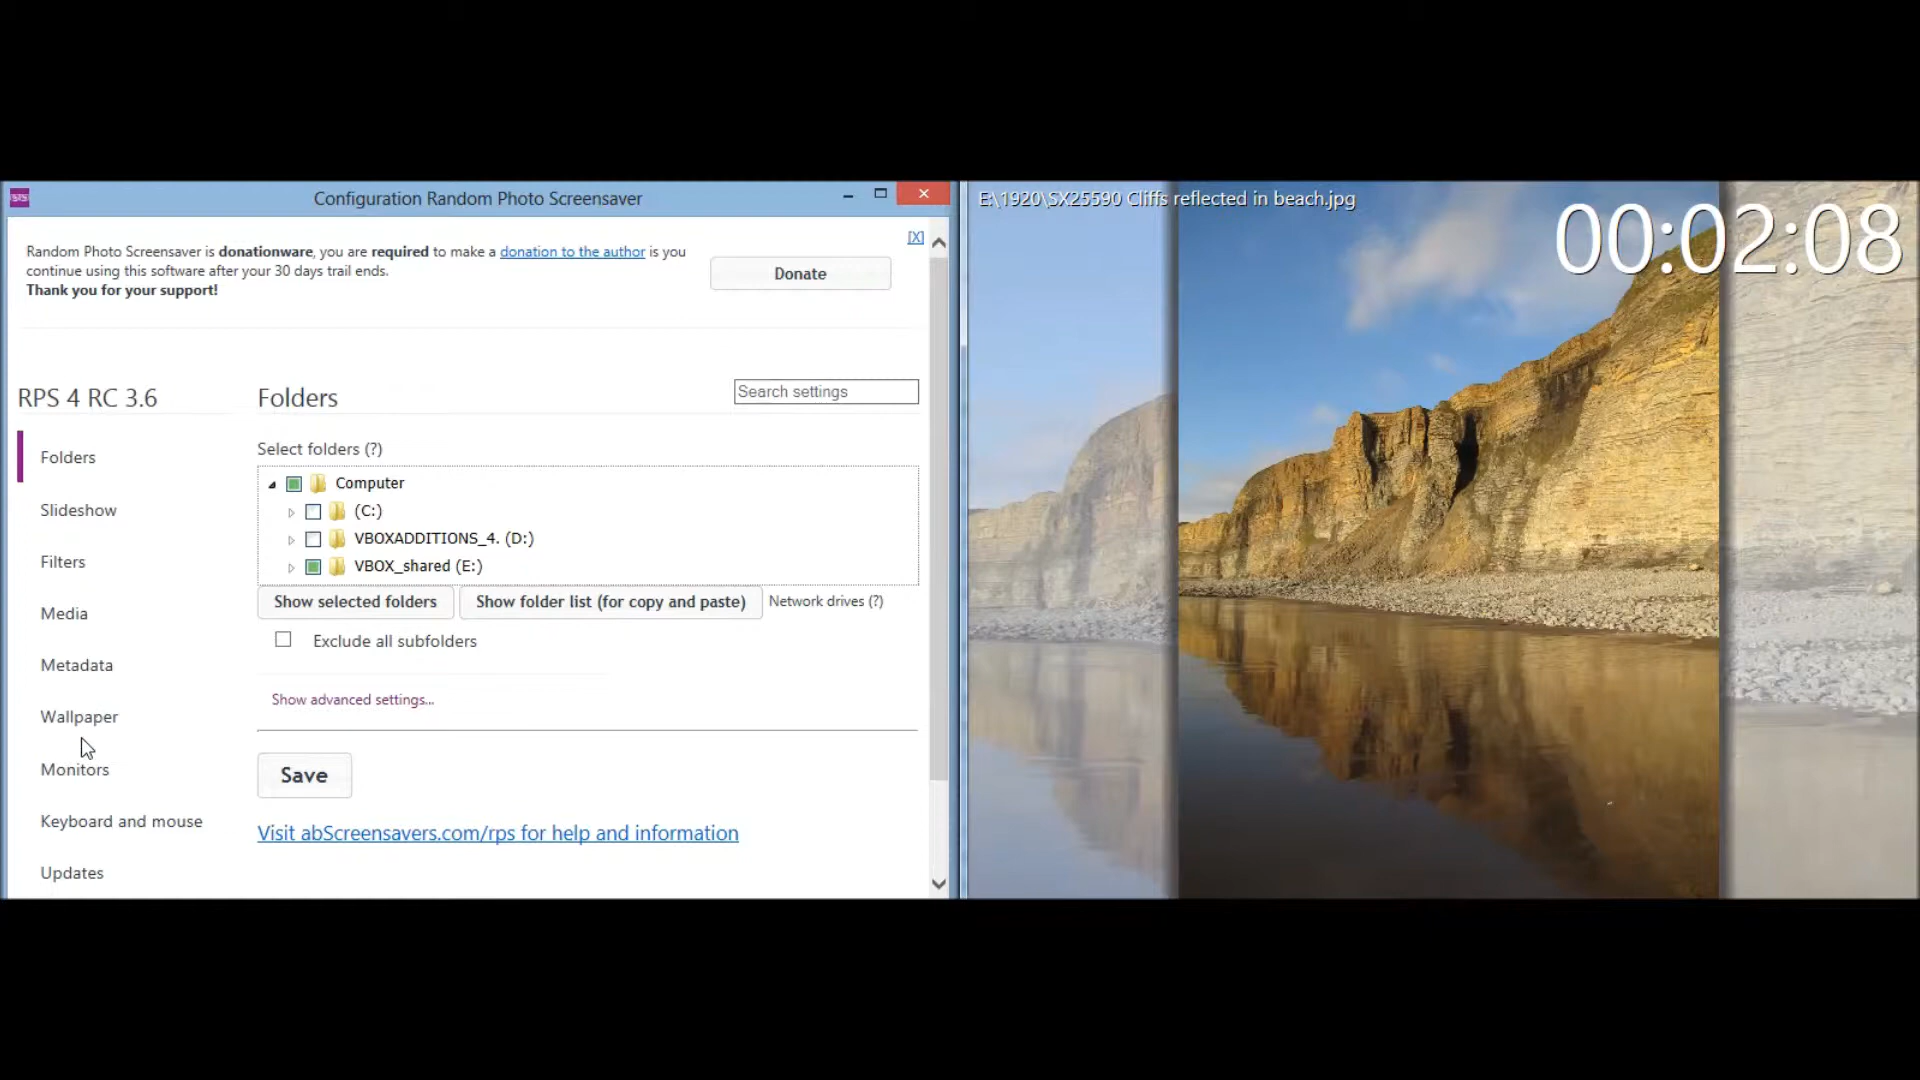 Configuration Random Photo Screensaver
[X]
Random Photo Screensaver is donationware, you are required to make a donation to the author is you
continue using this software after your 30 days trail ends.
Thank you for your support!
Donate
RPS 4 RC 3.6
Folders
Slideshow
Filters
Media
Metadata
Wallpaper
Monitors
Keyboard and mouse
Updates
Folders
Search settings
Select folders (?)
Computer
(C:)
VBOXADDITIONS_4. (D:)
VBOX_shared (E:)
Show selected folders
Show folder list (for copy and paste)
Network drives (?)
Exclude all subfolders
Show advanced settings...
Save
Visit abScreensavers.com/rps for help and information
E:\1920\SX25590 Cliffs reflected in beach.jpg
00:02:08